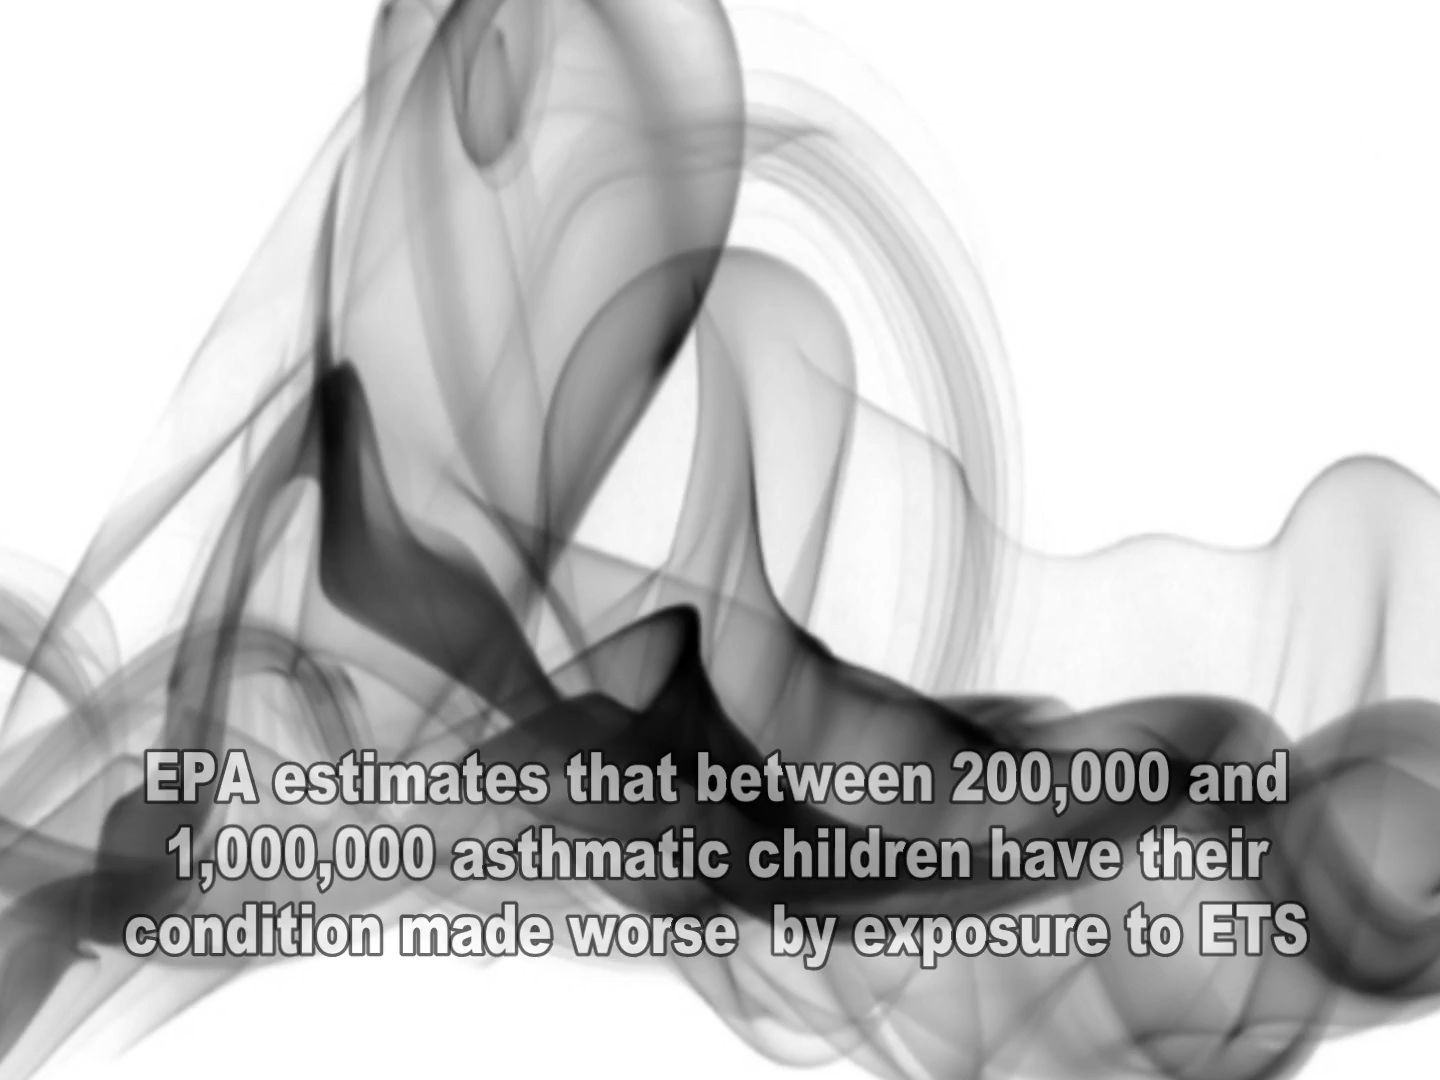 EPA estimates that between 200,000 and
1,000,000 asthmatic children have their
condition made worse  by exposure to ETS